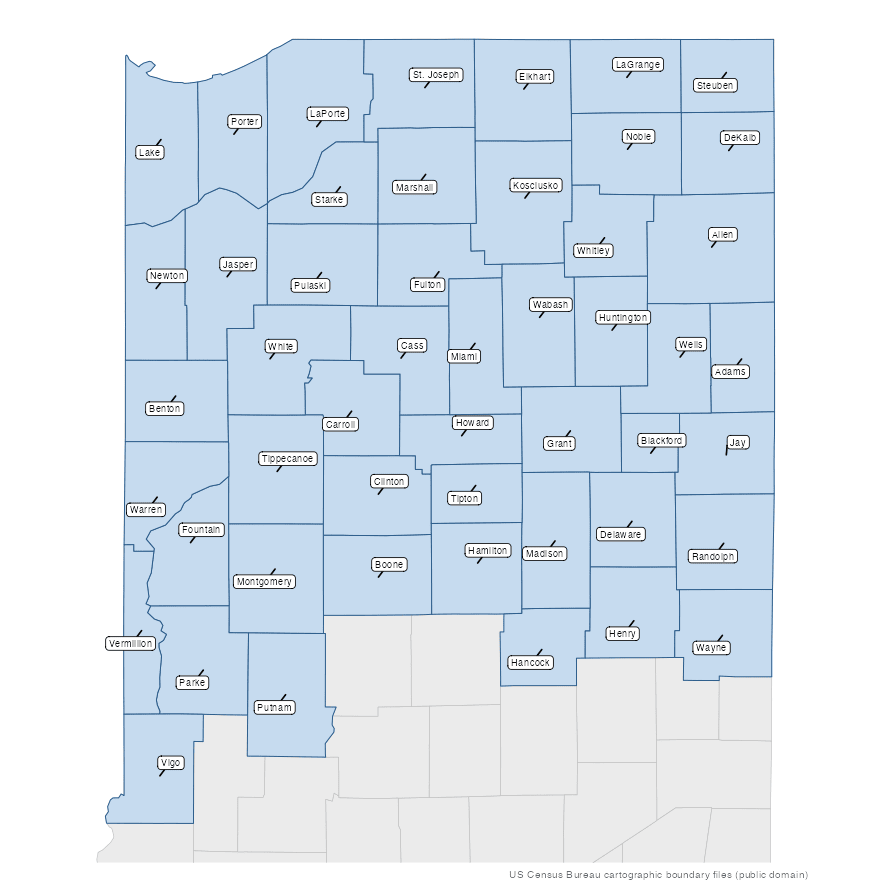 LaGrange
St. Joseph
Elkhart
Steuben
LaPorte
Porter
Noble
DeKalb
Lake
Kosciusko
Marshall
Starke
Allen
Whitley
Jasper
Newton
Pulaski
Fulton
Wabash
Huntington
White
Cass
Wells
Miami
Adams
Benton
Carroll
Howard
Blackford
Jay
Grant
Tippecanoe
Clinton
Tipton
Warren
Fountain
Delaware
Hamilton
Madison
Randolph
Boone
Montgomery
Henry
Vermillion
Wayne
Hancock
Parke
Putnam
Vigo
US Census Bureau cartographic boundary files (public domain)